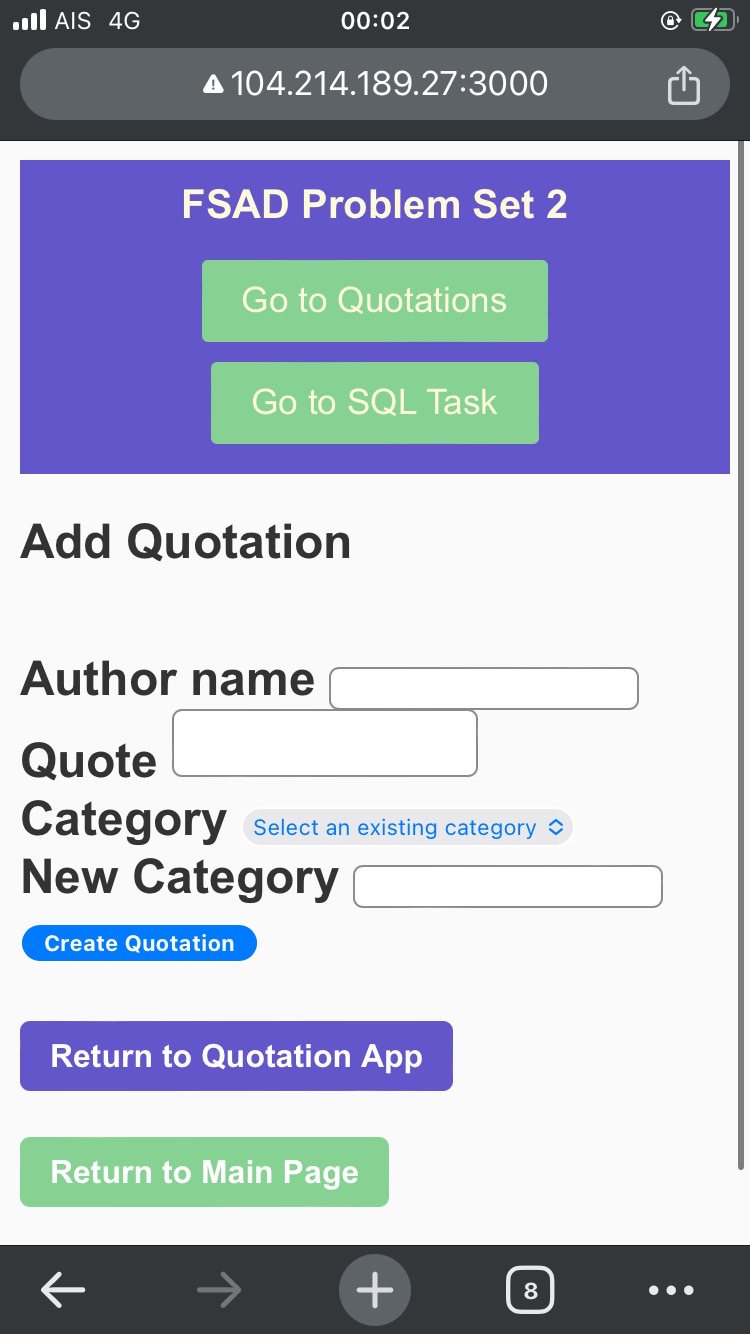 AIS 4G 00:02
104.214.189.27:3000
FSAD Problem Set 2
Go to Quotations
Go to SQL Task
Add Quotation
Author name
Quote
Category Select an existing category
New Category
Create Quotation
Return to Quotation App
Return to Main Page
8